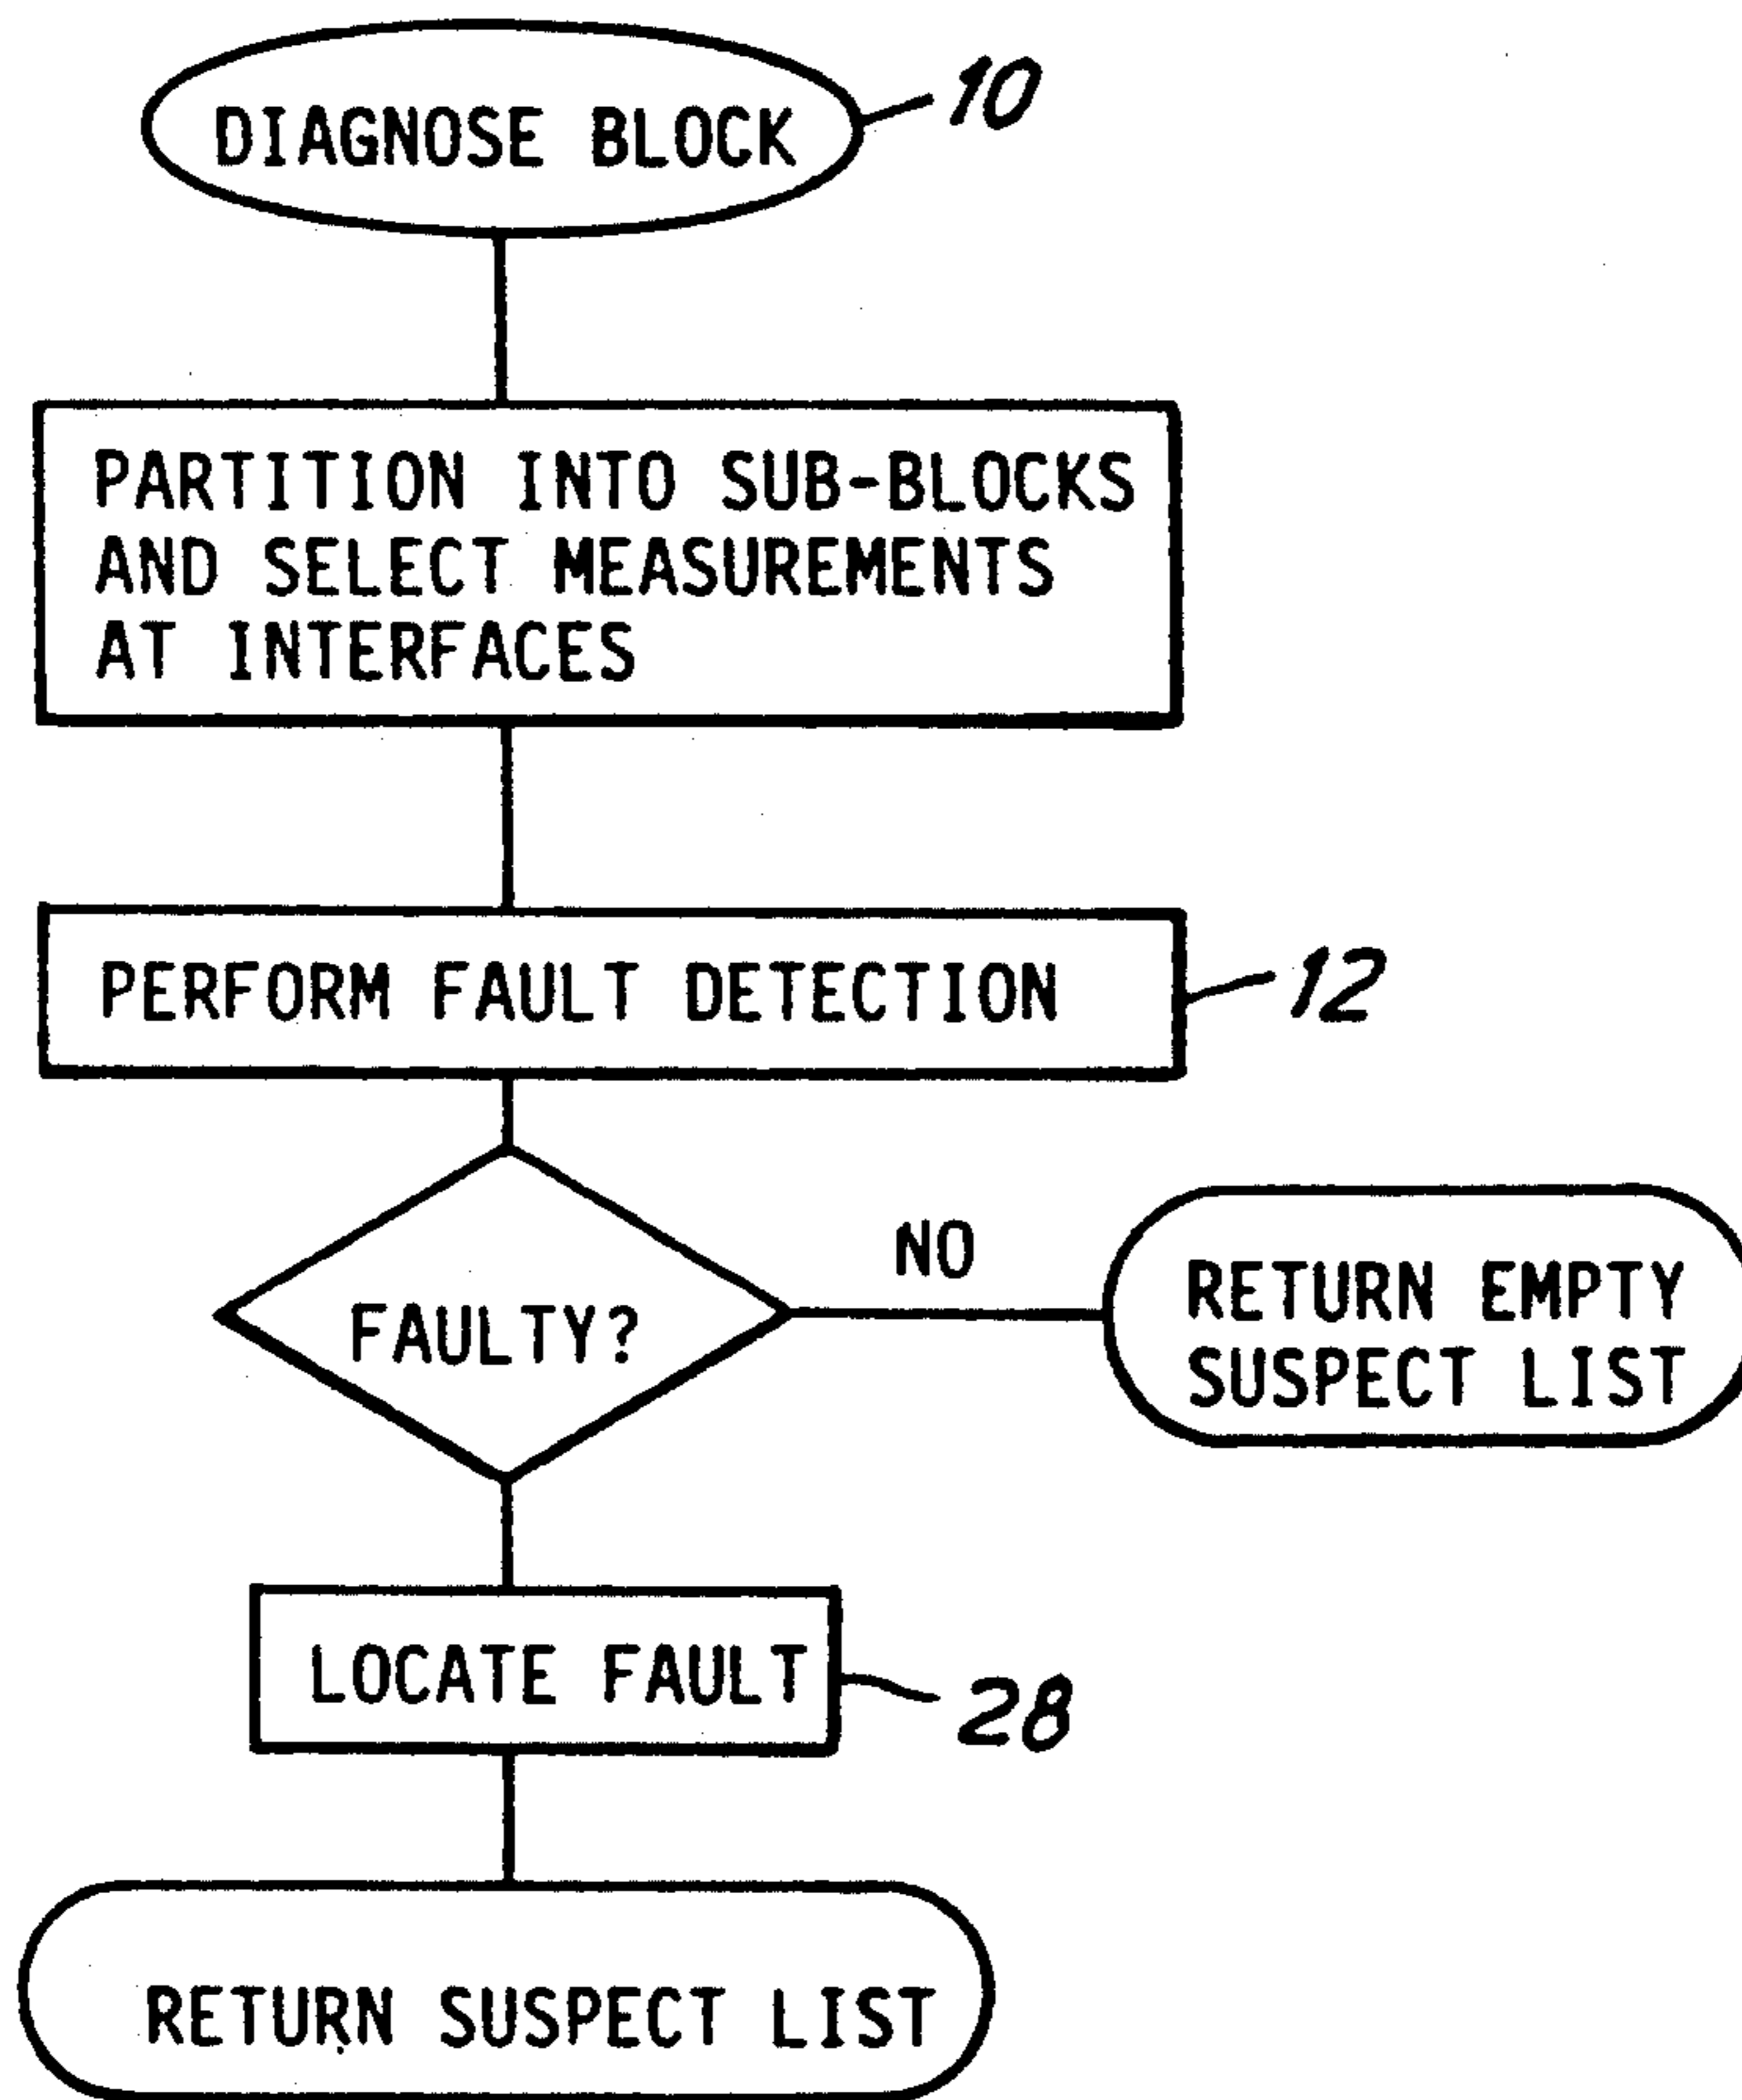 DIAGNOSE BLOCK
10
PARTITION INTO SUB-BLOCKS
AND SELECT MEASUREMENTS
AT INTERFACES
PERFORM FAULT DETECTION
12
FAULTY?
NO
RETURN EMPTY
SUSPECT LIST
LOCATE FAULT
28
RETURN SUSPECT LIST